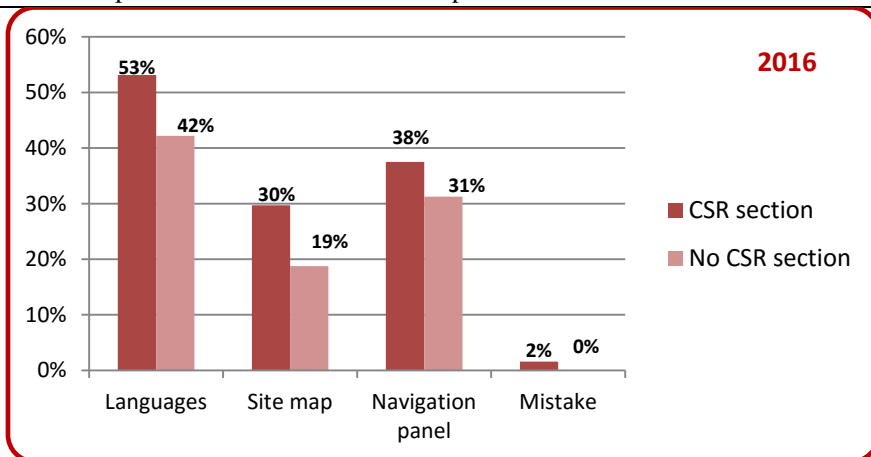 60%
50%
40%
30%
20%
10%
0%
53%
42%
30%
19%
38%
31%
2%
0%
Languages
Site map
Navigation
panel
Mistake
2016
CSR section
No CSR section